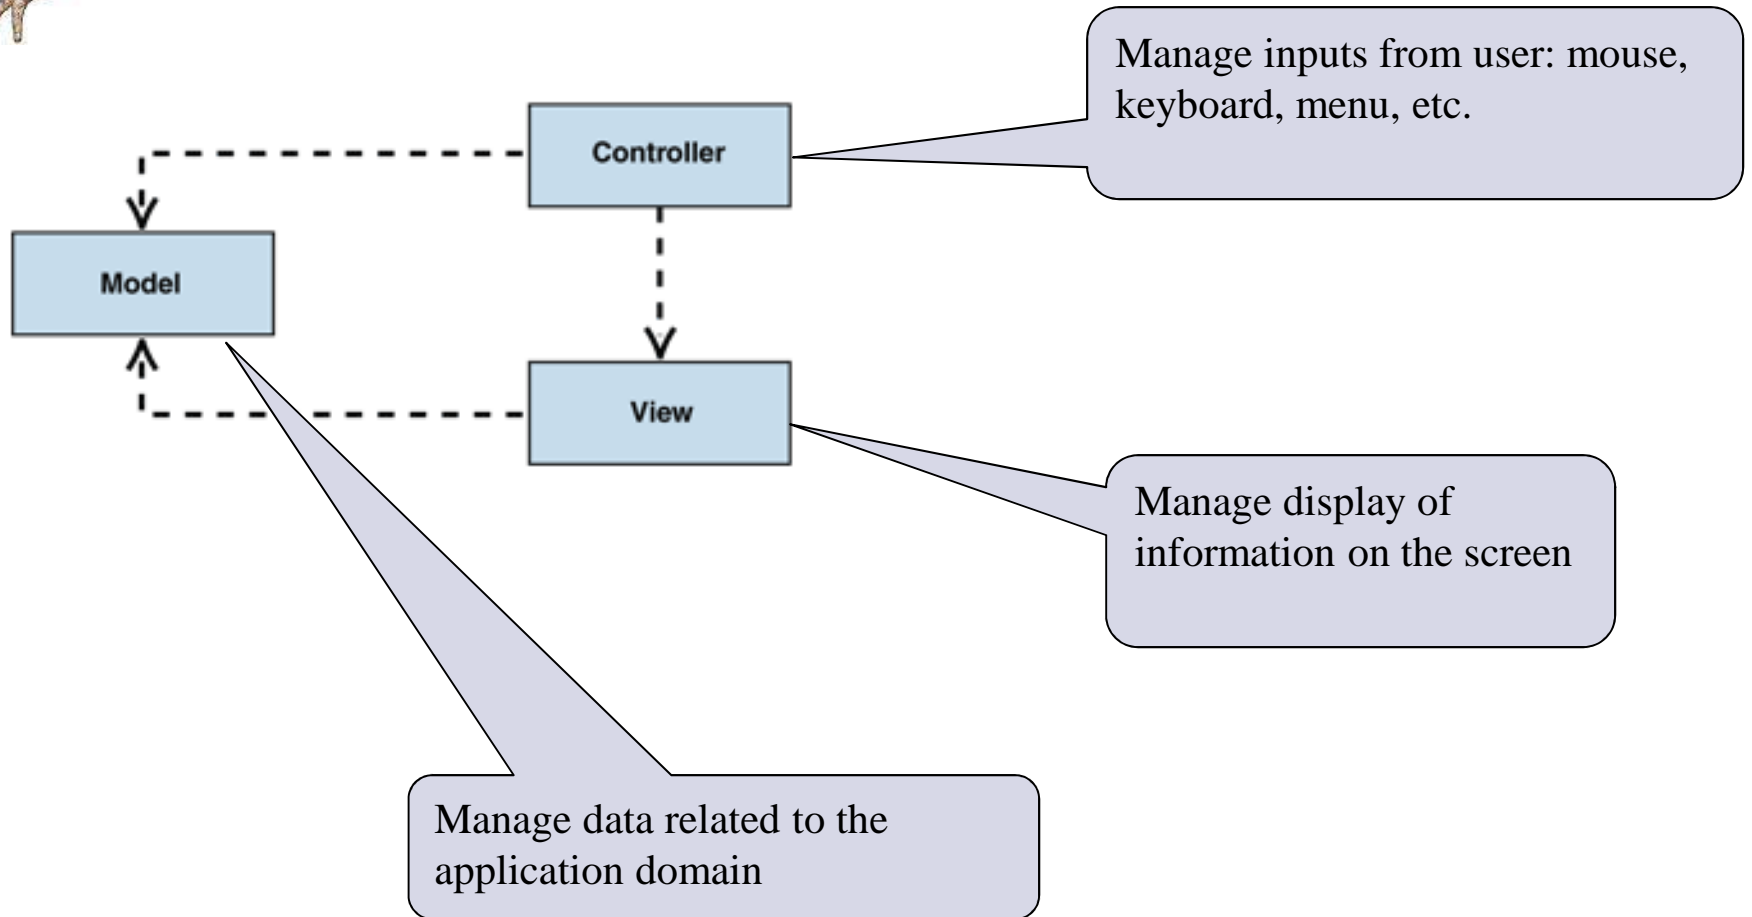 Manage inputs from user: mouse,
keyboard, menu, etc.
Controller
Model
View
Manage display of
information on the screen
Manage data related to the
application domain